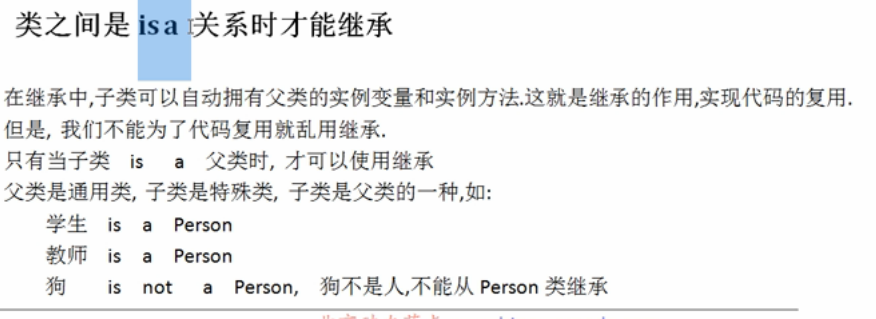 类之间是 is a 关系时才能继承
在继承中,子类可以自动拥有父类的实例变量和实例方法.这就是继承的作用,实现代码的复用.
但是, 我们不能为了代码复用就乱用继承.
只有当子类 is a 父类时, 才可以使用继承
父类是通用类, 子类是特殊类, 子类是父类的一种,如:
学生 is a Person
教师 is a Person
狗 is not a Person, 狗不是人,不能从 Person 类继承